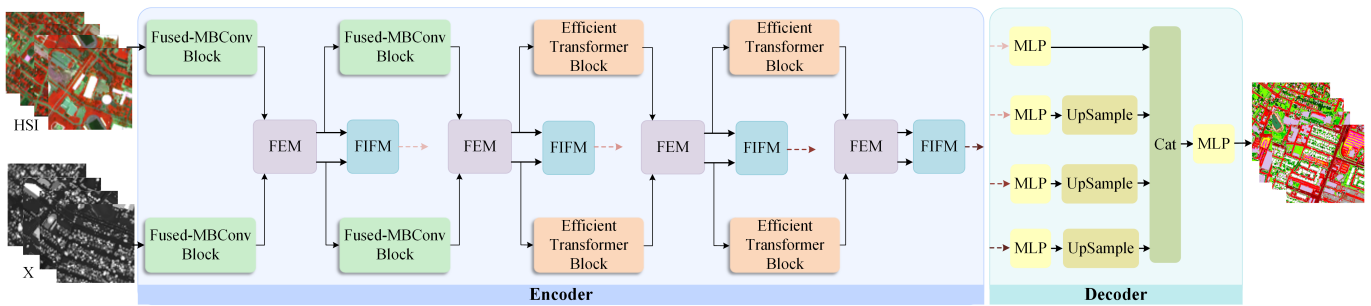 HSI
X
Fused-MBConv
Block
Fused-MBConv
Block
Efficient
Transformer
Block
Efficient
Transformer
Block
FEM
FIFM
FEM
FIFM
FEM
FIFM
FEM
FIFM
Fused-MBConv
Block
Fused-MBConv
Block
Efficient
Transformer
Block
Efficient
Transformer
Block
Encoder
MLP
MLP
UpSample
MLP
UpSample
MLP
UpSample
Cat
MLP
Decoder